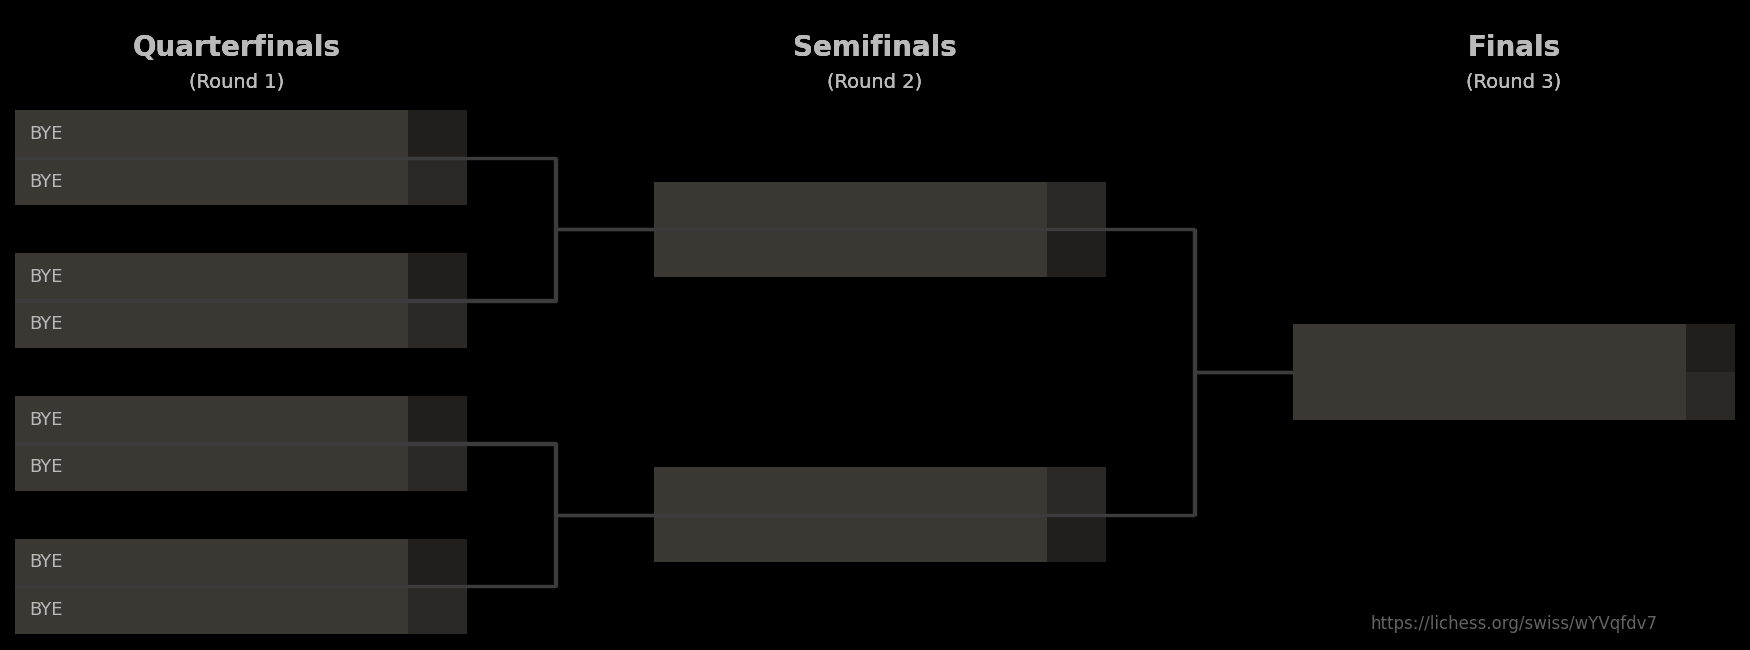 Quarterfinals
(Round 1)
Semifinals
(Round 2)
Finals
(Round 3)
BYE
BYE
BYE
BYE
BYE
BYE
BYE
BYE
https://lichess.org/swiss/wYVqfdv7